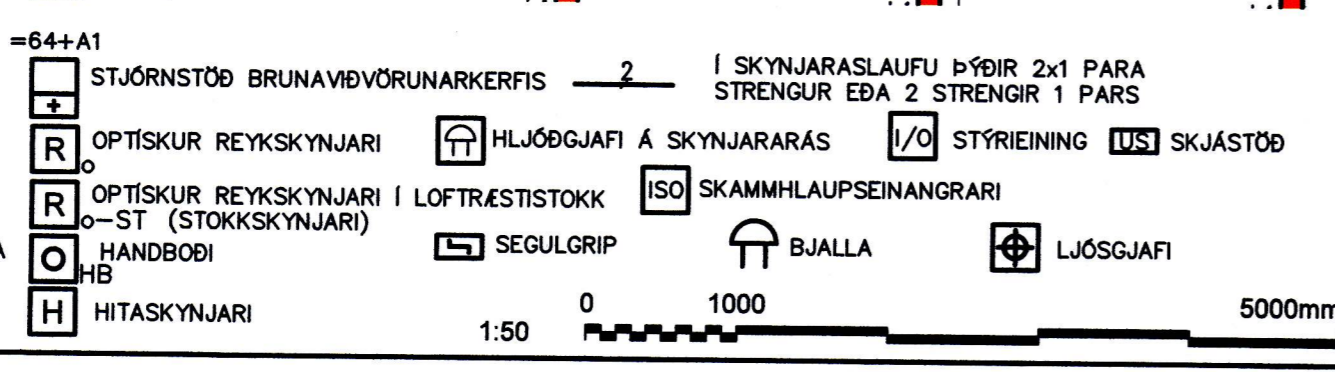 =64+A1
+ STJÓRNSTÖÐ BRUNAVIÐVÖRUNARKERFIS 2 Í SKYNJARASLAUFU ÞÝÐIR 2x1 PARA
STRENGUR EÐA 2 STRENGIR 1 PARS
R O OPTÍSKUR REYKSKYNJARI HLJÓÐGJAFI Á SKYNJARARÁS I/O STÝRIEINING US SKJÁSTÖÐ
R OPTÍSKUR REYKSKYNJARI Í LOFTRÆSTISTOKK ISO SKAMMHLAUPSEINANGRARI
O-ST (STOKKSKYNJARI)
O HB HANDBOÐI SEGULGRIP BJALLA LJÓSGJAFI
H HITASKYNJARI
1:50 0 1000 5000mm